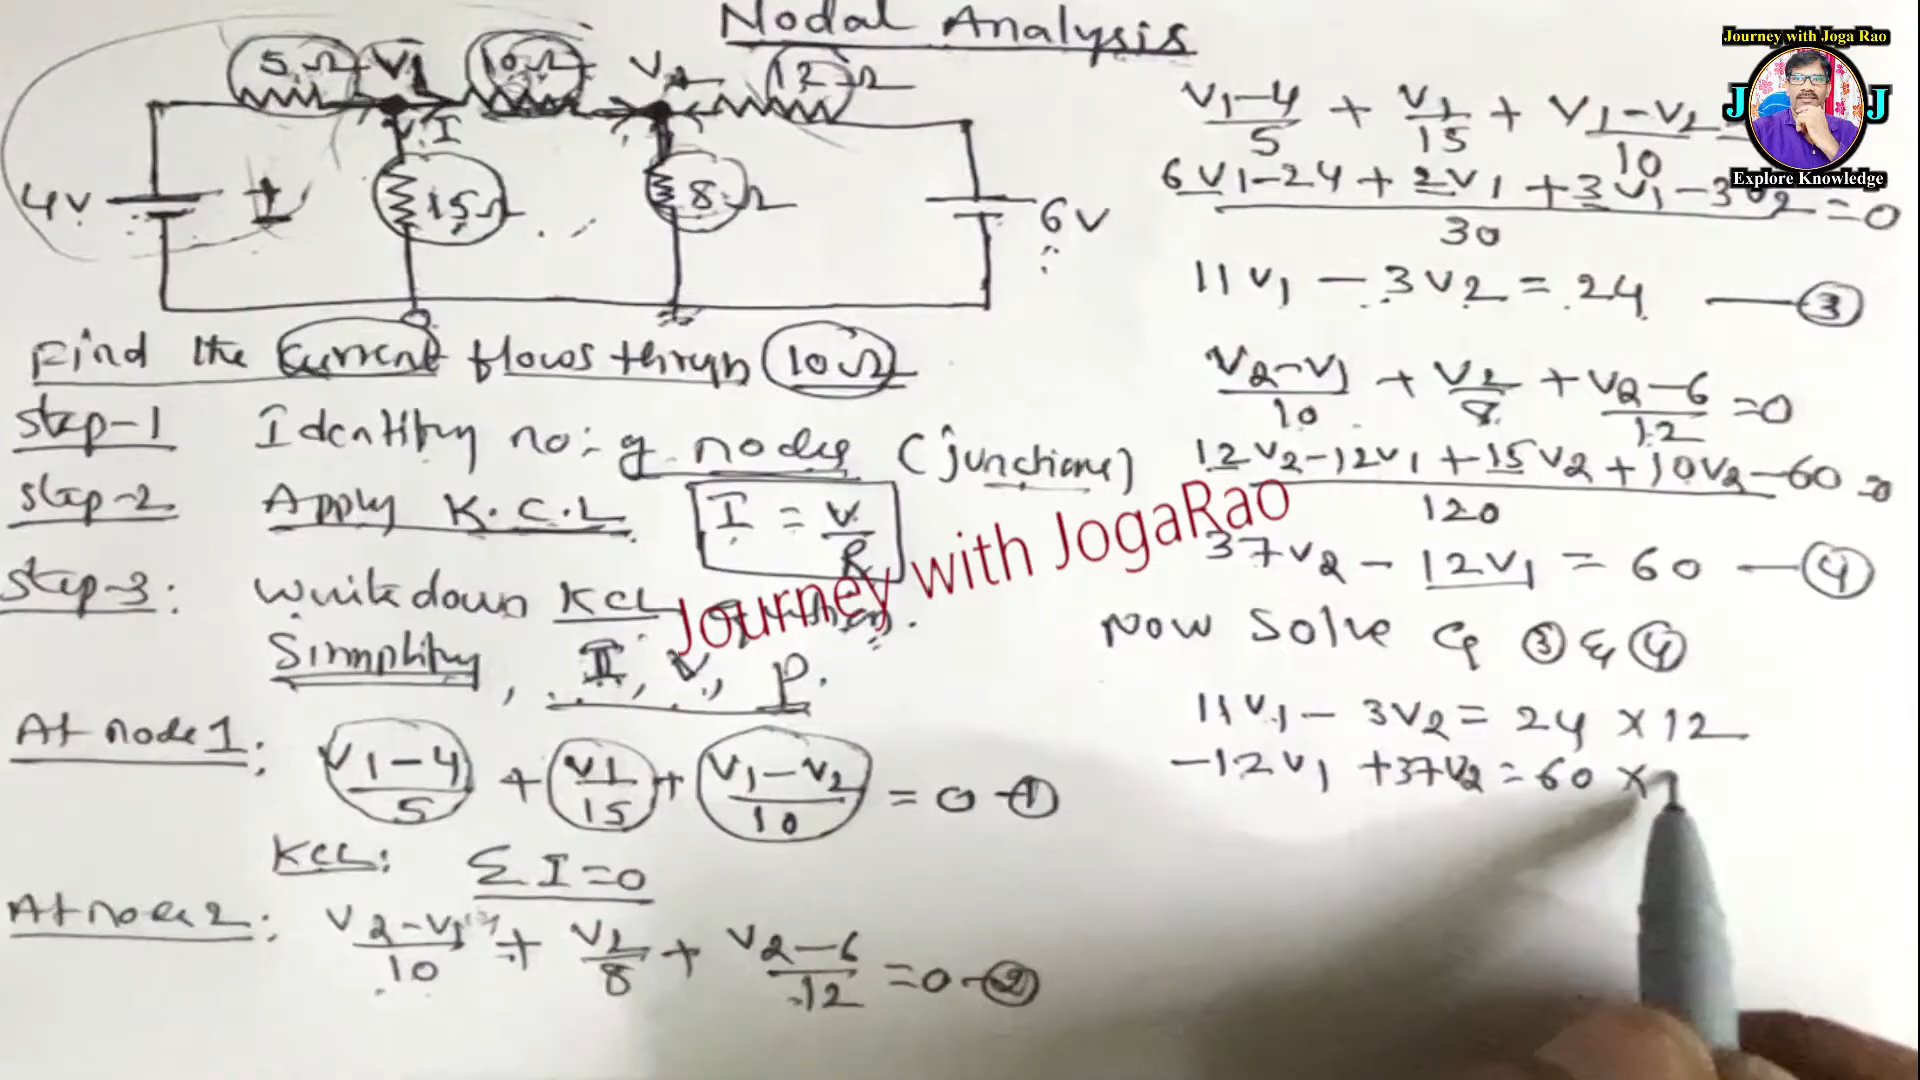 Nodal Analysis
Journey with Joga Rao
J J
Explore Knowledge
5Ω V1 10Ω V2 12Ω
I
4v + 15Ω 8Ω 6V
Find the Current flows through 10Ω
Step-1 Identify no: of nodes (junctions)
Step-2 Apply K.C.L. I = V/R
Step-3: Write down KCL
Simplify, I, V, P.
At node 1: (V1-4)/5 + V1/15 + (V1-V2)/10 = 0 -①
KCL: ΣI=0
At node 2: (V2-V1)/10 + V2/8 + (V2-6)/12 = 0 -②
(V1-4)/5 + V1/15 + (V1-V2)/10
(6V1-24+2V1+3V1-3V2)/30 = 0
11V1 - 3V2 = 24 —③
(V2-V1)/10 + V2/8 + (V2-6)/12 = 0
(12V2-12V1+15V2+10V2-60)/120 = 0
37V2 - 12V1 = 60 —④
Now Solve eq ③ & ④
11V1 - 3V2 = 24 × 12
-12V1 + 37V2 = 60 × 1
Journey with JogaRao